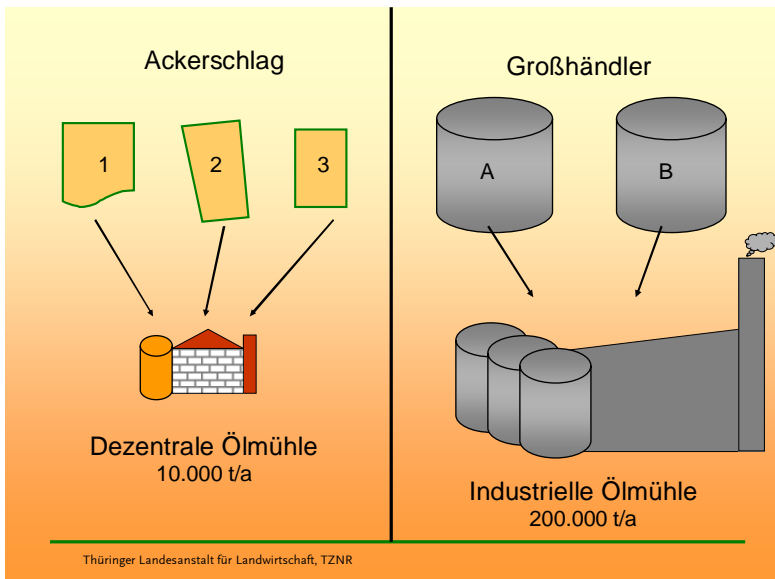 Ackerschlag
1
2
3
Dezentrale Ölmühle
10.000 t/a
Großhändler
A
B
Industrielle Ölmühle
200.000 t/a
Thüringer Landesanstalt für Landwirtschaft, TZNR